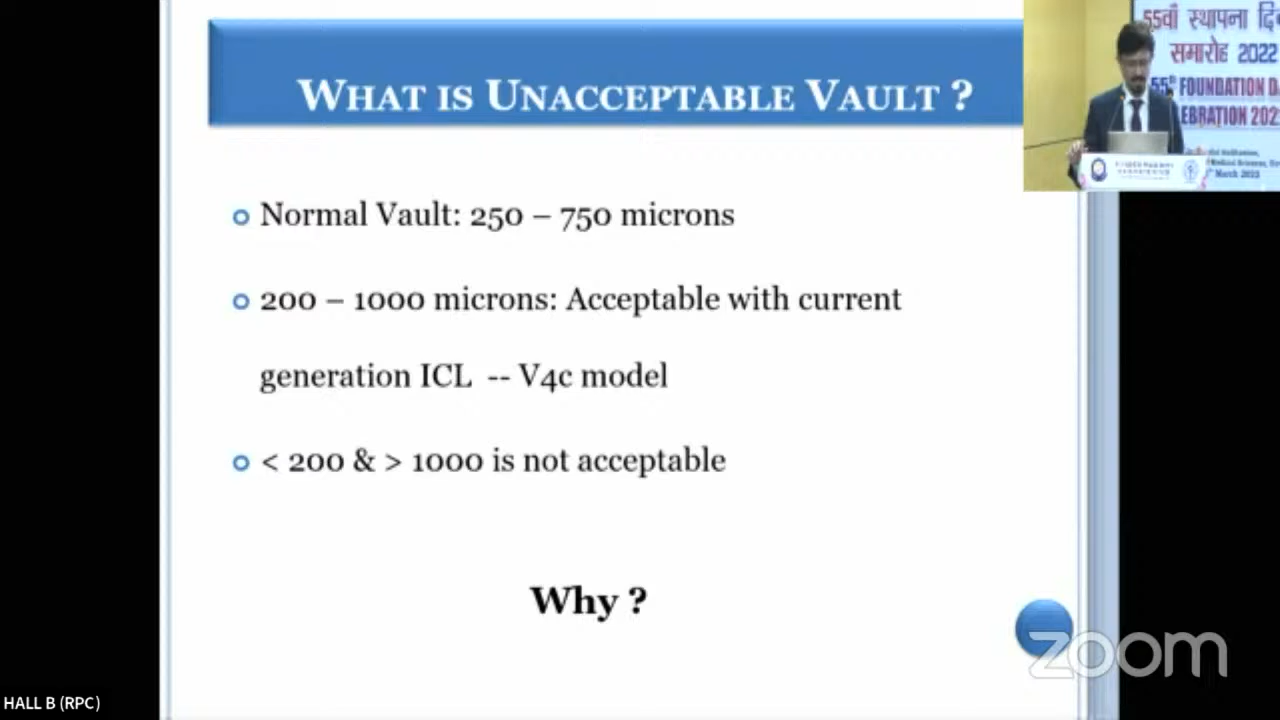 WHAT IS UNACCEPTABLE VAULT ?
Normal Vault: 250 – 750 microns
200 – 1000 microns: Acceptable with current
generation ICL -- V4c model
< 200 & > 1000 is not acceptable
Why ?
55वाँ स्थापना दि
समारोह 2022
55th FOUNDATION D
EBRATION 202
March
zoom
HALL B (RPC)